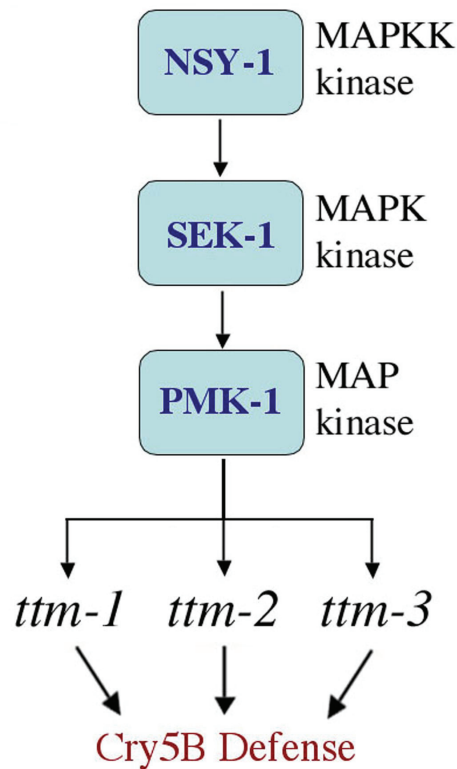 NSY-1
MAPKK
kinase
SEK-1
MAPK
kinase
PMK-1
MAP
kinase
ttm-1 ttm-2 ttm-3
Cry5B Defense